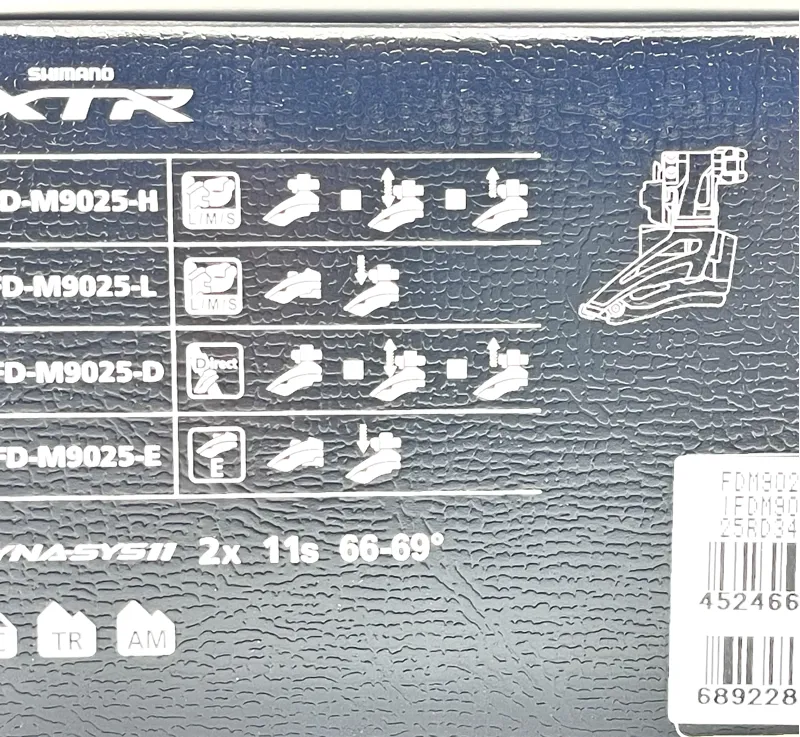 SHIMANO
XTR
D-M9025-H
L/M/S
FD-M9025-L
L/M/S
FD-M9025-D
Direct
FD-M9025-E
E
YNASYS11 2x 11s 66-69°
TR
AM
FDM902
IFDM90
25RD34
452466
689228